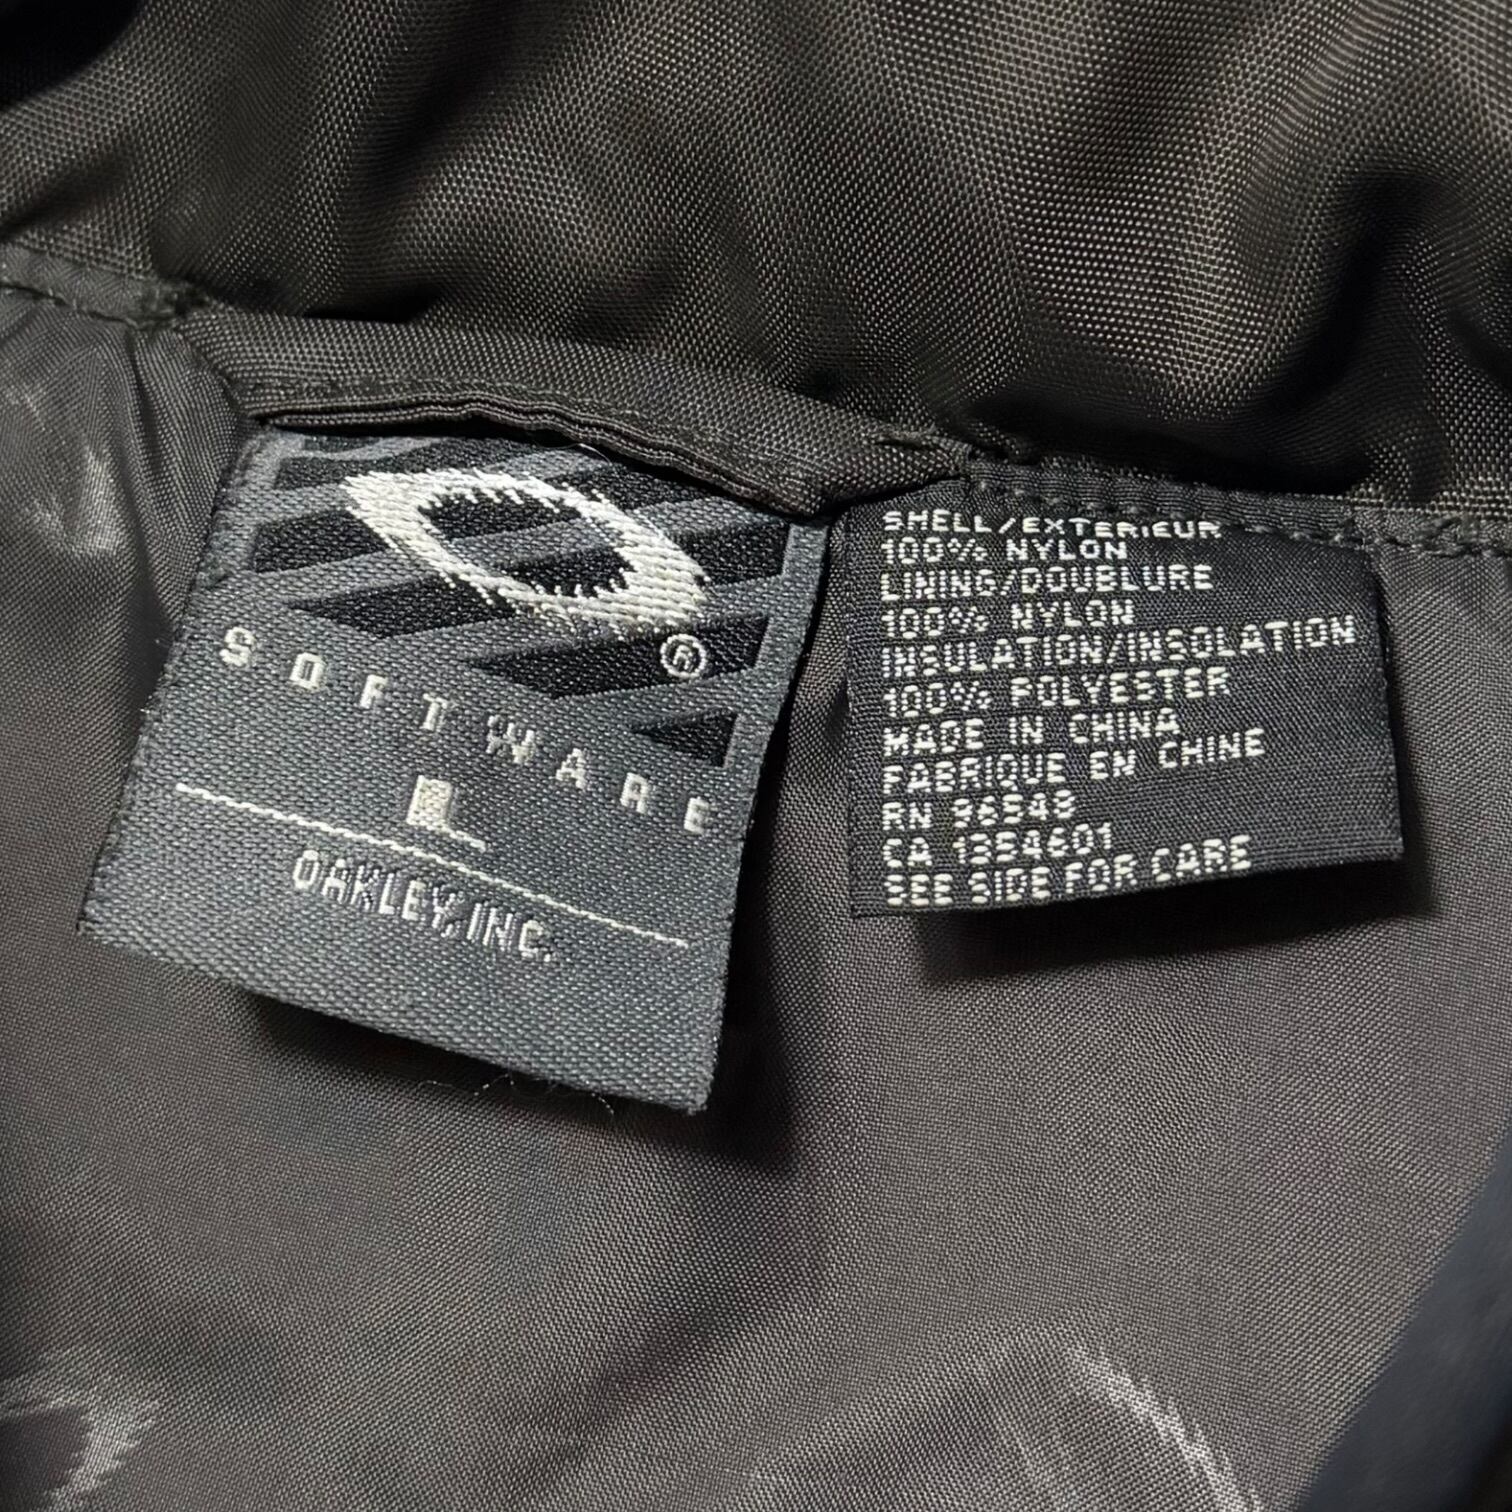 ®
SOFTWARE
L
OAKLEY, INC.
SHELL/EXTERIEUR
100% NYLON
LINING/DOUBLURE
100% NYLON
INSULATION/INSOLATION
100% POLYESTER
MADE IN CHINA
FABRIQUE EN CHINE
RN 96548
CA 1354601
SEE SIDE FOR CARE